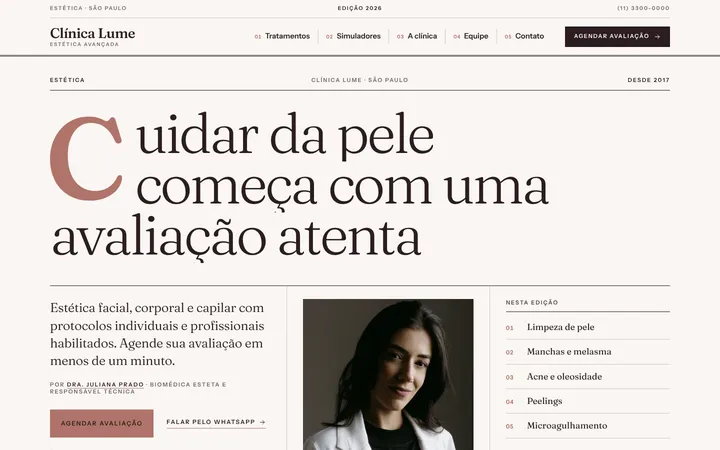 ESTÉTICA · SÃO PAULO
EDIÇÃO 2026
(11) 3300-0000
Clínica Lume
ESTÉTICA AVANÇADA
01 Tratamentos
02 Simuladores
03 A clínica
04 Equipe
05 Contato
AGENDAR AVALIAÇÃO →
ESTÉTICA
CLÍNICA LUME · SÃO PAULO
DESDE 2017
Cuidar da pele
começa com uma
avaliação atenta
Estética facial, corporal e capilar com
protocolos individuais e profissionais
habilitados. Agende sua avaliação em
menos de um minuto.
POR DRA. JULIANA PRADO · BIOMÉDICA ESTETA E
RESPONSÁVEL TÉCNICA
AGENDAR AVALIAÇÃO
FALAR PELO WHATSAPP →
NESTA EDIÇÃO
01 Limpeza de pele
02 Manchas e melasma
03 Acne e oleosidade
04 Peelings
05 Microagulhamento